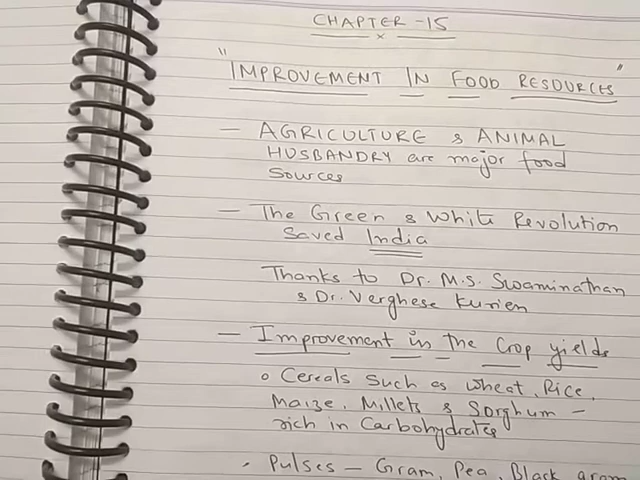 CHAPTER - 15
x
"IMPROVEMENT IN FOOD RESOURCES"
- AGRICULTURE & ANIMAL
HUSBANDRY are major food
Sources
- The Green & White Revolution
Saved India
Thanks to Dr. M.S. Swaminathan
& Dr. Verghese Kurien
- Improvement in the Crop yields
o Cereals such as Wheat, Rice,
Maize, Millets & Sorghum -
rich in Carbohydrates
• Pulses - Gram, Pea, Black gram